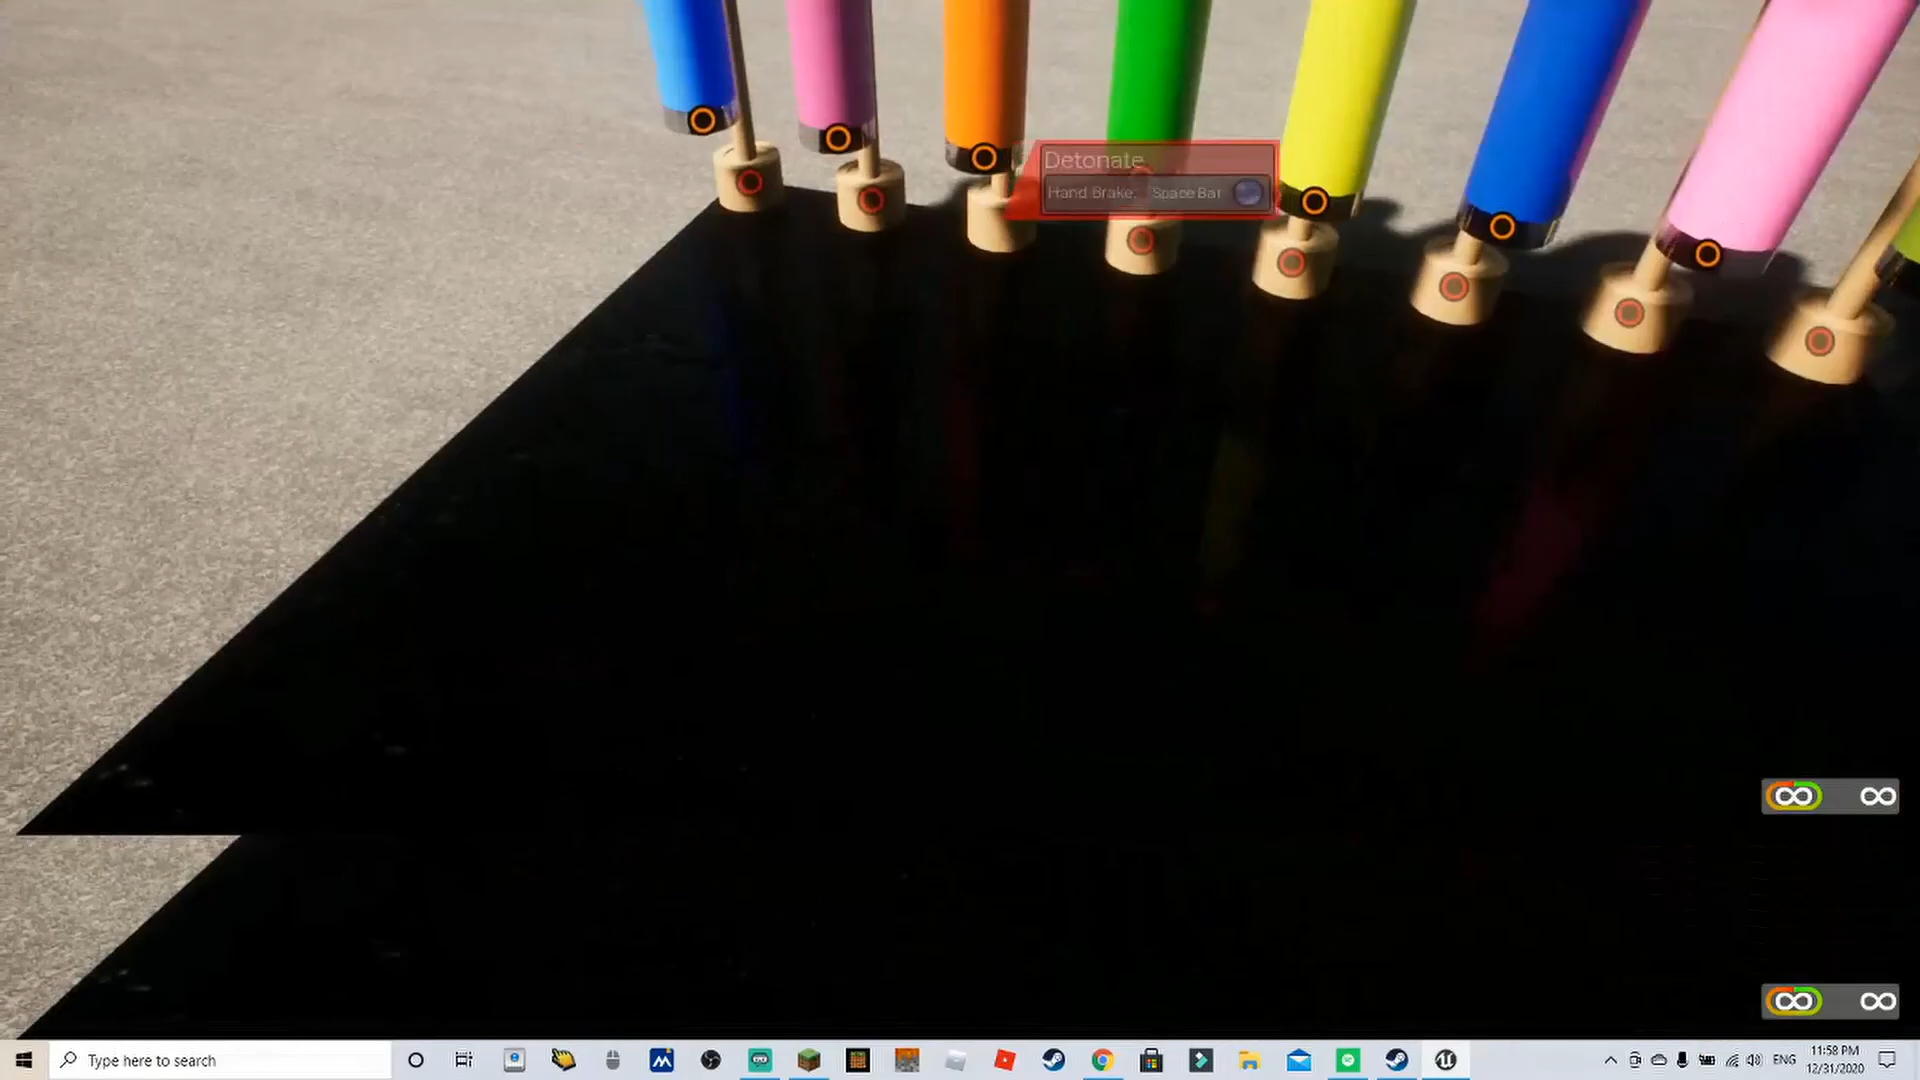 Detonate
Hand Brake: Space Bar
Type here to search
ENG
11:58 PM
12/31/2020